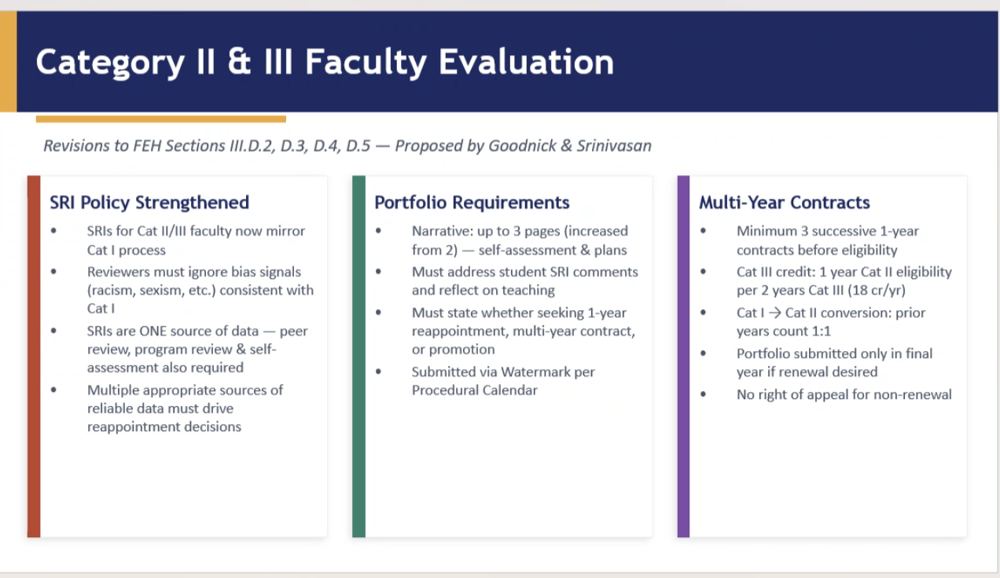 Category II & III Faculty Evaluation
Revisions to FEH Sections III.D.2, D.3, D.4, D.5 — Proposed by Goodnick & Srinivasan
SRI Policy Strengthened
• SRIs for Cat II/III faculty now mirror
Cat I process
• Reviewers must ignore bias signals
(racism, sexism, etc.) consistent with
Cat I
• SRIs are ONE source of data — peer
review, program review & self-
assessment also required
• Multiple appropriate sources of
reliable data must drive
reappointment decisions
Portfolio Requirements
• Narrative: up to 3 pages (increased
from 2) — self-assessment & plans
• Must address student SRI comments
and reflect on teaching
• Must state whether seeking 1-year
reappointment, multi-year contract,
or promotion
• Submitted via Watermark per
Procedural Calendar
Multi-Year Contracts
• Minimum 3 successive 1-year
contracts before eligibility
• Cat III credit: 1 year Cat II eligibility
per 2 years Cat III (18 cr/yr)
• Cat I → Cat II conversion: prior
years count 1:1
• Portfolio submitted only in final
year if renewal desired
• No right of appeal for non-renewal